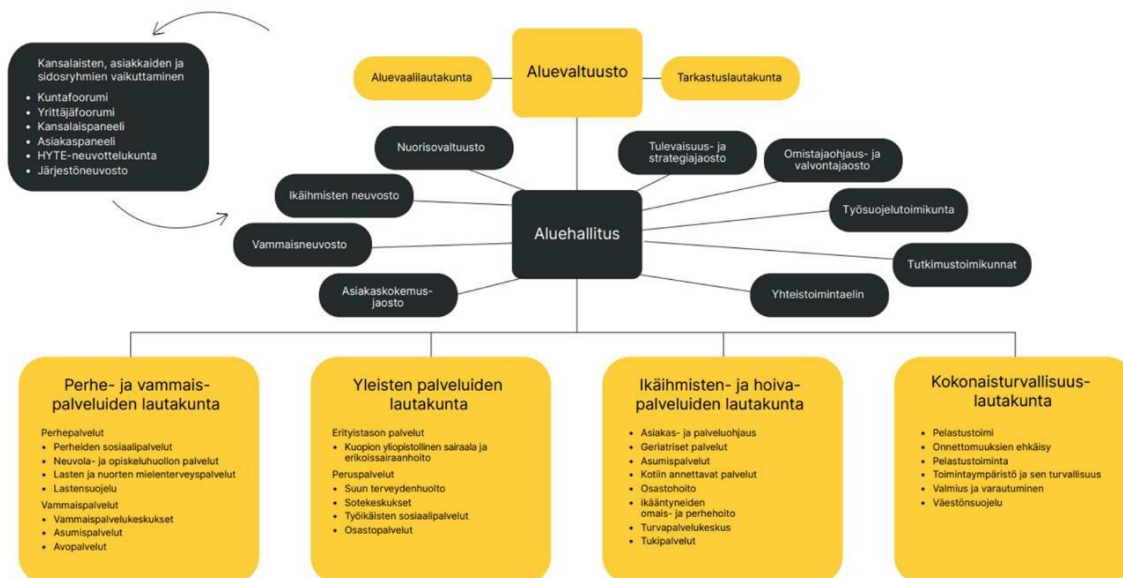 Kansalaisten, asiakkaiden ja
sidosryhmien vaikuttaminen
• Kuntafoorumi
• Yrittäjäfoorumi
• Kansalaispaneeli
• Asiakaspaneeli
• HYTE-neuvottelukunta
• Järjestöneuvosto
Aluevaltuusto
Aluevaalilautakunta
Tarkastuslautakunta
Nuorisovaltuusto
Ikäihmisten neuvosto
Vammaisneuvosto
Asiakaskokemus-
jaosto
Aluehallitus
Tulevaisuus- ja
strategiajaosto
Omistajaohjaus- ja
valvontajaosto
Työsuojelutoimikunta
Tutkimustoimikunnat
Yhteistoimintaelin
Perhe- ja vammais-
palveluiden lautakunta
Perhepalvelut
• Perheiden sosiaalipalvelut
• Neuvola- ja opiskeluhuollon palvelut
• Lasten ja nuorten mielenterveyspalvelut
• Lastensuojelu
Vammaispalvelut
• Vammaispalvelukeskukset
• Asumispalvelut
• Avopalvelut
Yleisten palveluiden
lautakunta
Erityistason palvelut
• Kuopion yliopistollinen sairaala ja
erikoissairaanhoito
Peruspalvelut
• Suun terveydenhuolto
• Sotekeskukset
• Työikäisten sosiaalipalvelut
• Osastopalvelut
Ikäihmisten- ja hoiva-
palveluiden lautakunta
• Asiakas- ja palveluohjaus
• Geriatriset palvelut
• Asumispalvelut
• Kotiin annettavat palvelut
• Osastohoito
• ikääntyneiden
omais- ja perhehoito
• Turvapalvelukeskus
• Tukipalvelut
Kokonaisturvallisuus-
lautakunta
• Pelastustoimi
• Onnettomuuksien ehkäisy
• Pelastustoiminta
• Toimintaympäristö ja sen turvallisuus
• Valmius ja varautuminen
• Väestönsuojelu